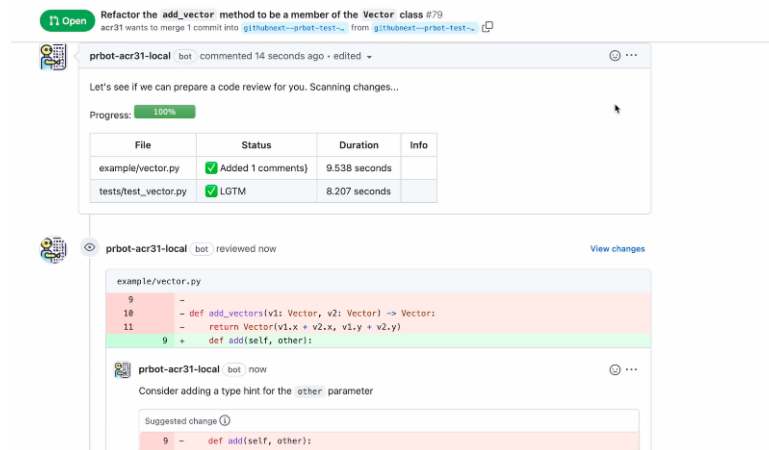 Open
Refactor the add_vector method to be a member of the Vector class #79
acr31 wants to merge 1 commit into githubnext--prbot-test-… from githubnext--prbot-test-…
prbot-acr31-local bot commented 14 seconds ago • edited
Let's see if we can prepare a code review for you. Scanning changes...
Progress: 100%
File Status Duration Info
example/vector.py Added 1 comments} 9.538 seconds
tests/test_vector.py LGTM 8.207 seconds
prbot-acr31-local bot reviewed now View changes
example/vector.py
9 -
10 - def add_vectors(v1: Vector, v2: Vector) -> Vector:
11 - return Vector(v1.x + v2.x, v1.y + v2.y)
9 + def add(self, other):
prbot-acr31-local bot now
Consider adding a type hint for the other parameter
Suggested change
9 - def add(self, other):